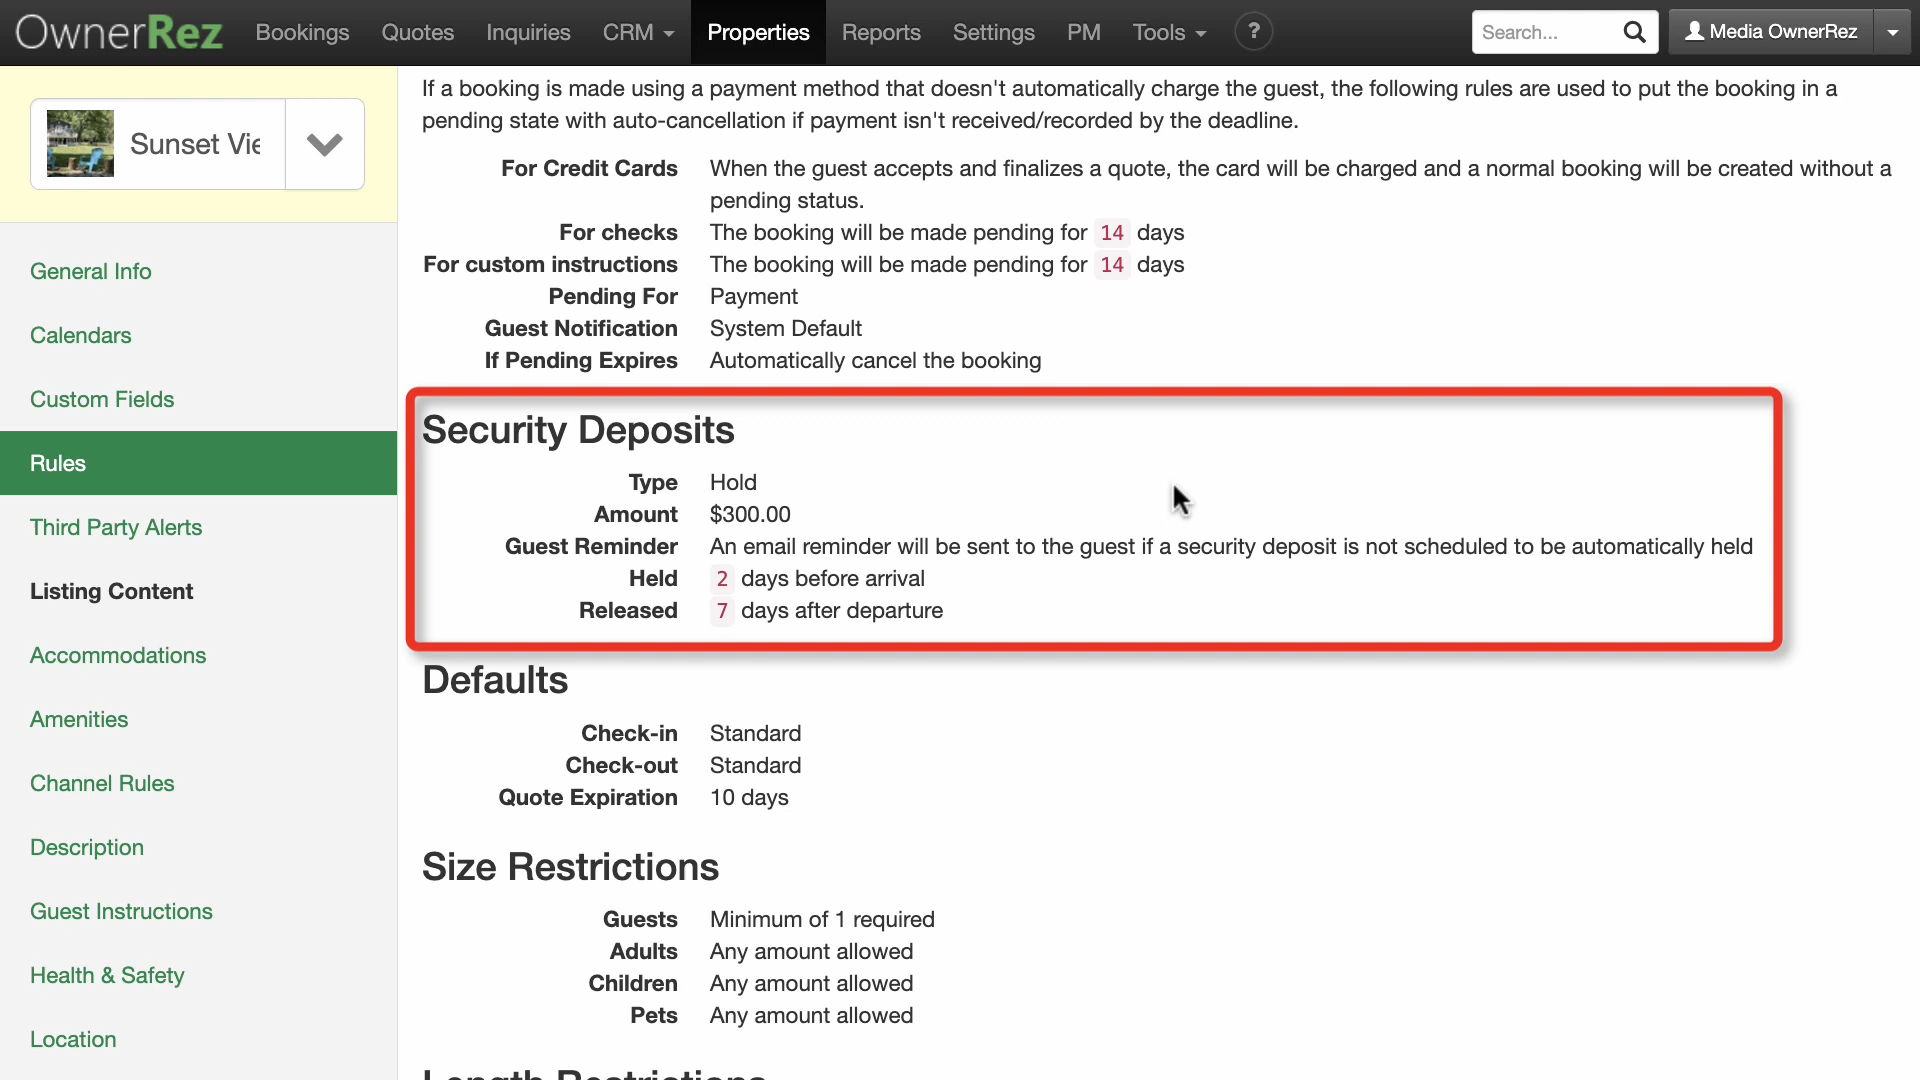 OwnerRez Bookings Quotes Inquiries CRM Properties Reports Settings PM Tools ? Search... Media OwnerRez
Sunset Vie
General Info
Calendars
Custom Fields
Rules
Third Party Alerts
Listing Content
Accommodations
Amenities
Channel Rules
Description
Guest Instructions
Health & Safety
Location
If a booking is made using a payment method that doesn't automatically charge the guest, the following rules are used to put the booking in a
pending state with auto-cancellation if payment isn't received/recorded by the deadline.
For Credit Cards When the guest accepts and finalizes a quote, the card will be charged and a normal booking will be created without a
pending status.
For checks The booking will be made pending for 14 days
For custom instructions The booking will be made pending for 14 days
Pending For Payment
Guest Notification System Default
If Pending Expires Automatically cancel the booking
Security Deposits
Type Hold
Amount $300.00
Guest Reminder An email reminder will be sent to the guest if a security deposit is not scheduled to be automatically held
Held 2 days before arrival
Released 7 days after departure
Defaults
Check-in Standard
Check-out Standard
Quote Expiration 10 days
Size Restrictions
Guests Minimum of 1 required
Adults Any amount allowed
Children Any amount allowed
Pets Any amount allowed
Length Restrictions